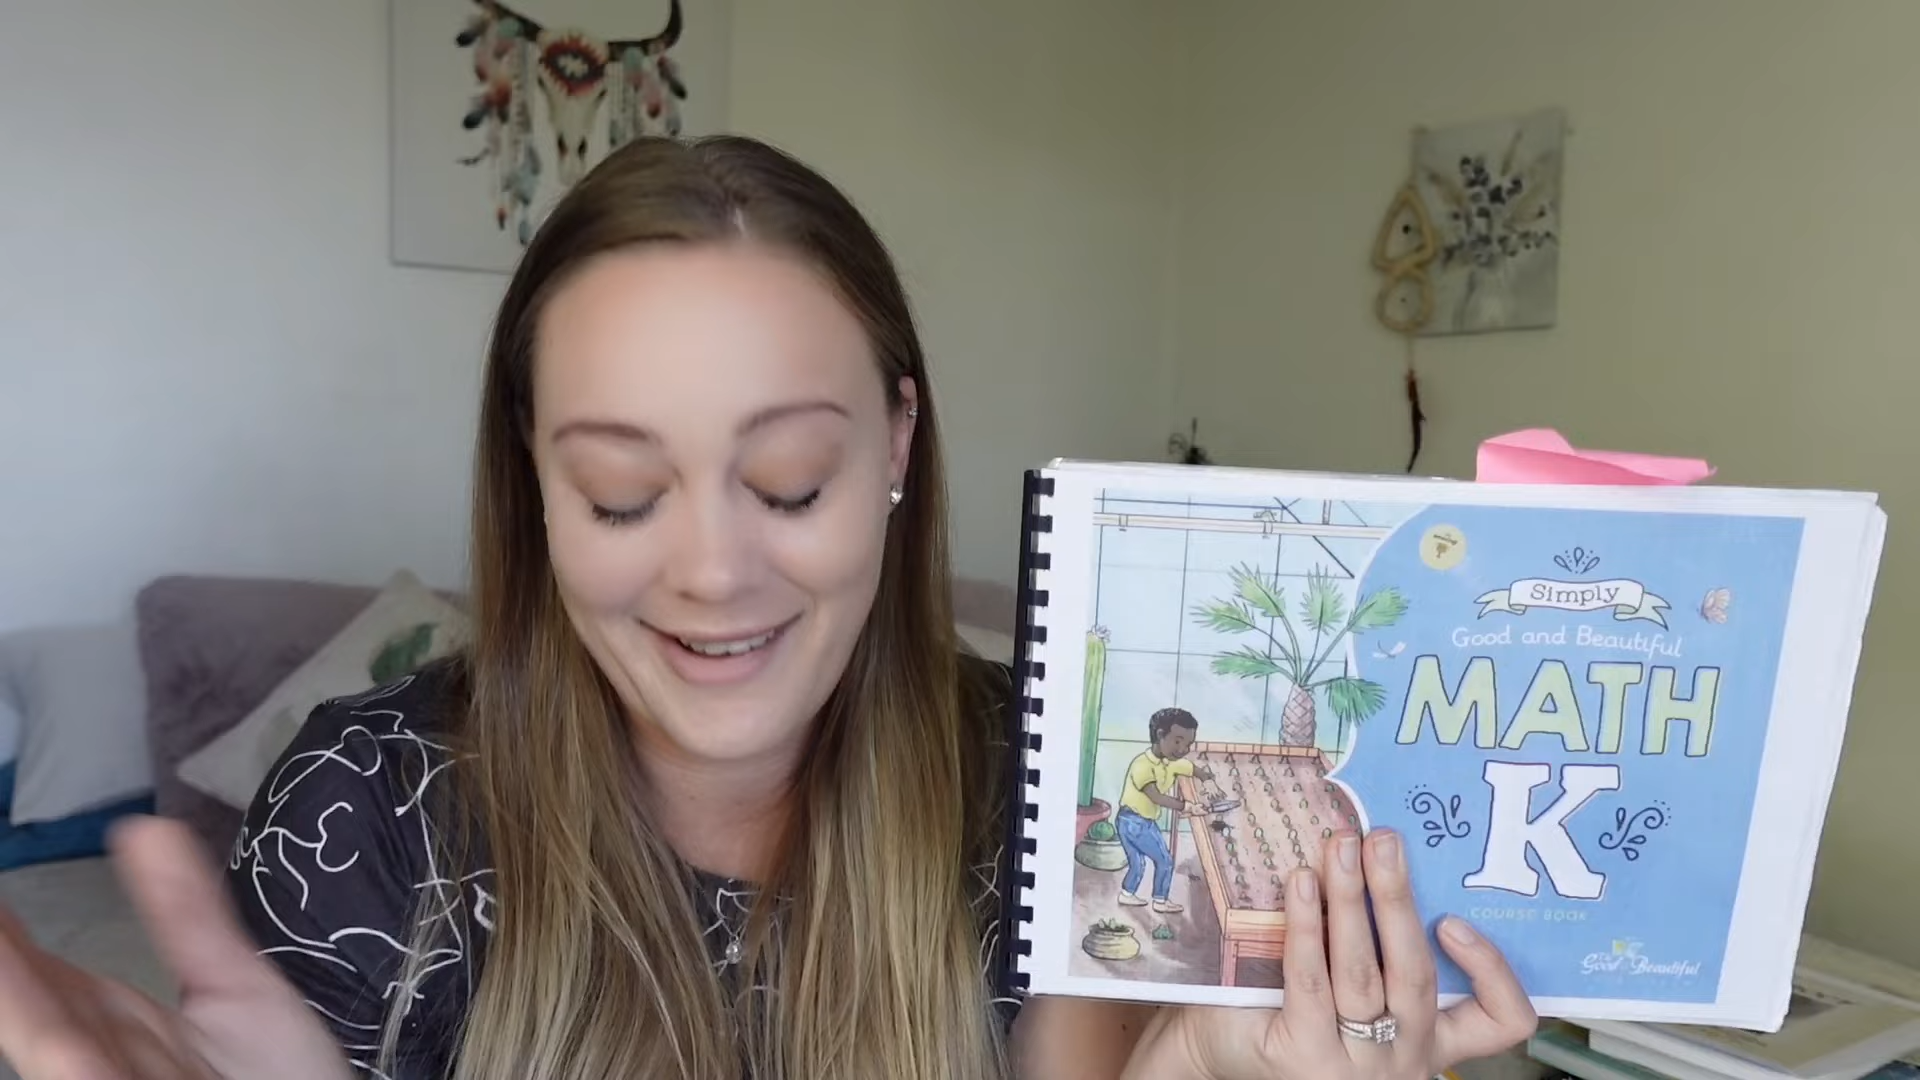 Simply
Good and Beautiful
MATH
K
COURSE BOOK
Good & Beautiful